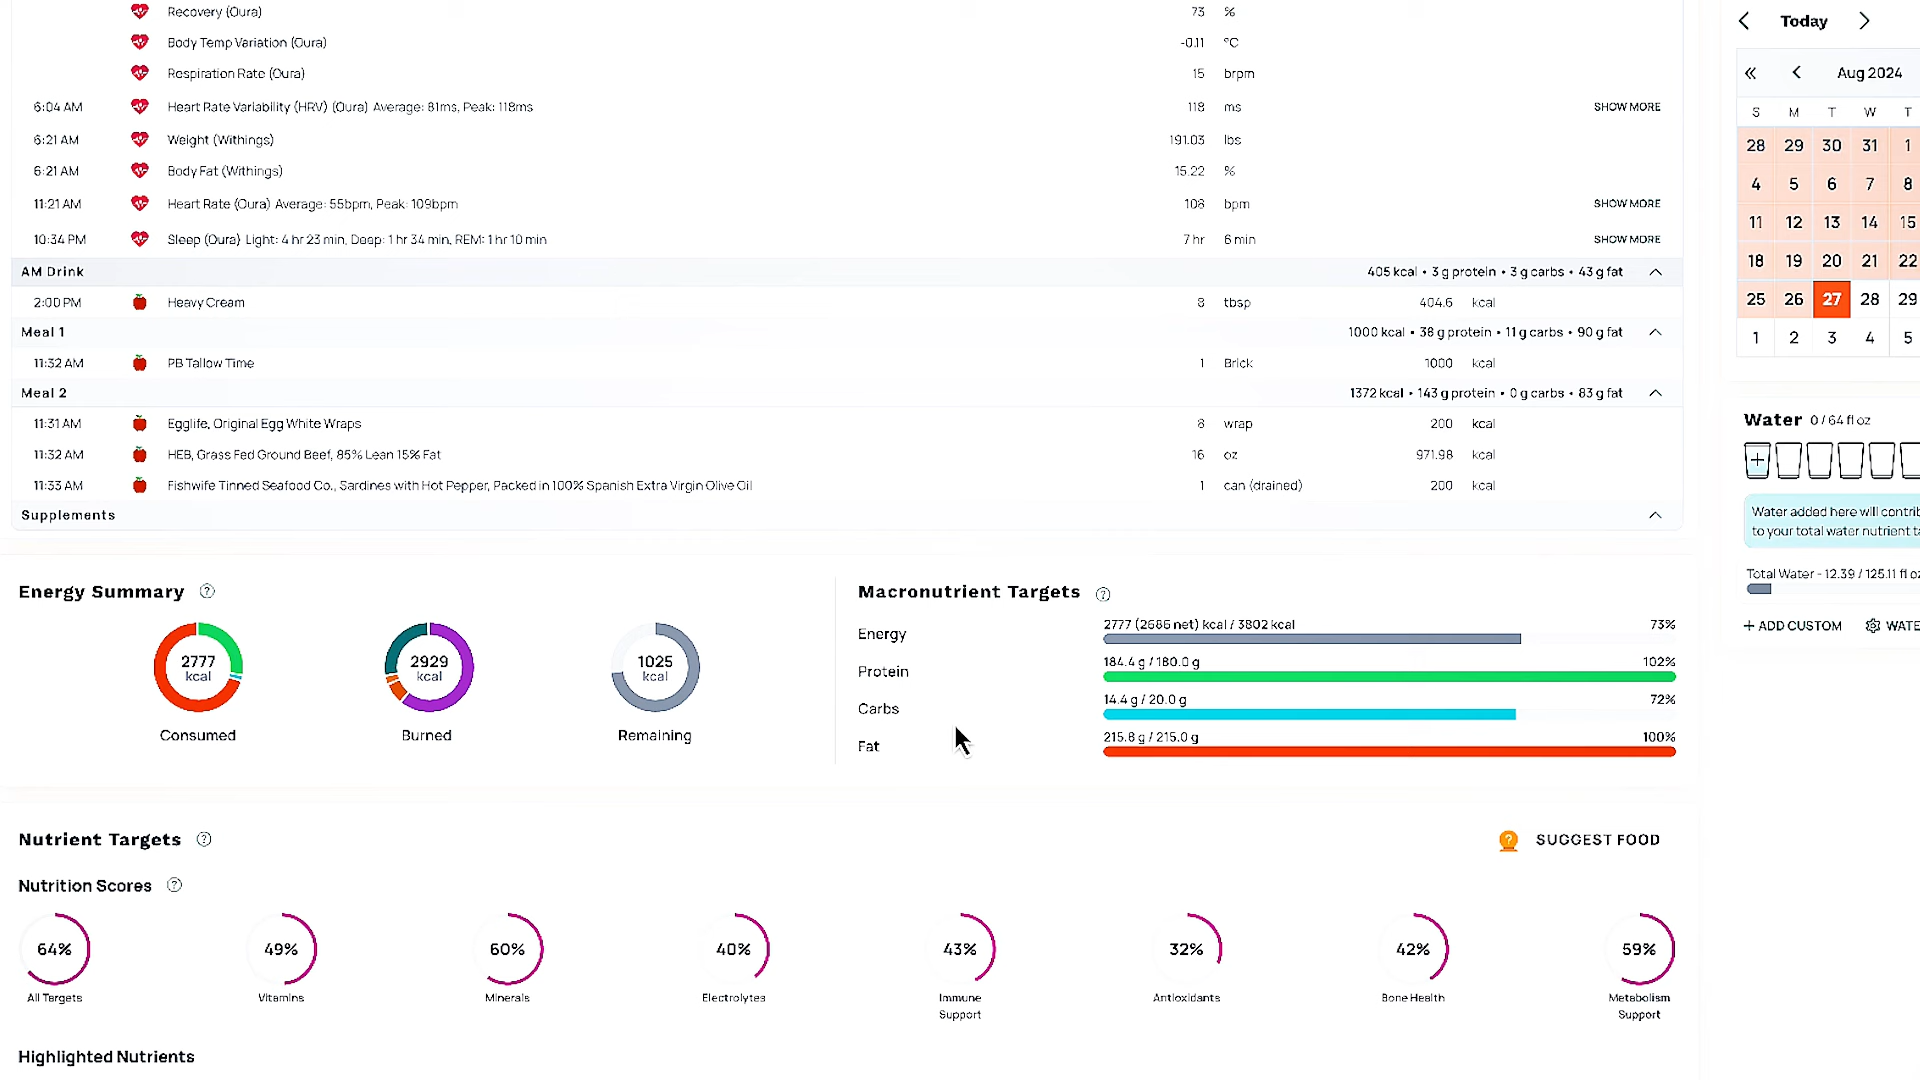 Recovery (Oura) 73 %
Body Temp Variation (Oura) -0.11 °C
Respiration Rate (Oura) 15 brpm
6:04 AM Heart Rate Variability (HRV) (Oura) Average: 81ms, Peak: 118ms 118 ms SHOW MORE
6:21 AM Weight (Withings) 191.03 lbs
6:21 AM Body Fat (Withings) 15.22 %
11:21 AM Heart Rate (Oura) Average: 55bpm, Peak: 109bpm 108 bpm SHOW MORE
10:34 PM Sleep (Oura) Light: 4 hr 23 min, Deep: 1 hr 34 min, REM: 1 hr 10 min 7 hr 6 min SHOW MORE
AM Drink 405 kcal • 3 g protein • 3 g carbs • 43 g fat
2:00 PM Heavy Cream 8 tbsp 404.6 kcal
Meal 1 1000 kcal • 38 g protein • 11 g carbs • 90 g fat
11:32 AM PB Tallow Time 1 Brick 1000 kcal
Meal 2 1372 kcal • 143 g protein • 0 g carbs • 83 g fat
11:31 AM Egglife, Original Egg White Wraps 8 wrap 200 kcal
11:32 AM HEB, Grass Fed Ground Beef, 85% Lean 15% Fat 16 oz 971.98 kcal
11:33 AM Fishwife Tinned Seafood Co., Sardines with Hot Pepper, Packed in 100% Spanish Extra Virgin Olive Oil 1 can (drained) 200 kcal
Supplements
Energy Summary ?
2777 kcal
Consumed
2929 kcal
Burned
1025 kcal
Remaining
Macronutrient Targets ?
Energy 2777 (2686 net) kcal / 3802 kcal 73%
Protein 184.4 g / 180.0 g 102%
Carbs 14.4 g / 20.0 g 72%
Fat 215.8 g / 215.0 g 100%
Nutrient Targets ?
? SUGGEST FOOD
Nutrition Scores ?
64% 49% 60% 40% 43% 32% 42% 59%
All Targets Vitamins Minerals Electrolytes Immune Support Antioxidants Bone Health Metabolism Support
Highlighted Nutrients
Today
Aug 2024
S M T W T
28 29 30 31 1
4 5 6 7 8
11 12 13 14 15
18 19 20 21 22
25 26 27 28 29
1 2 3 4 5
Water 0 / 64 fl oz
Water added here will contrib
to your total water nutrient ta
Total Water - 12.39 / 125.11 fl oz
+ ADD CUSTOM WATE